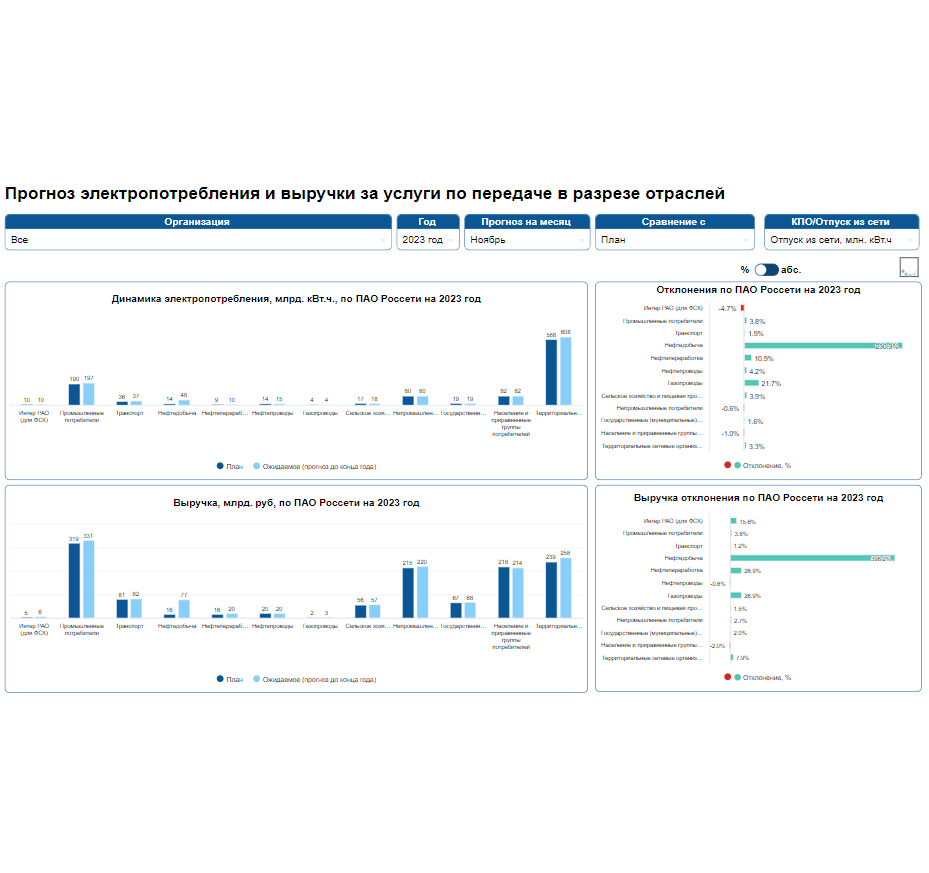 Прогноз электропотребления и выручки за услуги по передаче в разрезе отраслей
Организация
Год
Прогноз на месяц
Сравнение с
КПО/Отпуск из сети
Все
2023 год
Ноябрь
План
Отпуск из сети, млн. кВт.ч
% абс.
Динамика электропотребления, млрд. кВт.ч., по ПАО Россети на 2023 год
10 10 190 197 36 37 14 48 9 10 14 15 4 4 17 18 80 80 19 19 82 82 588 608
Интер РАО (для ФСК)
Промышленные потребители
Транспорт
Нефтедобыча
Нефтеперераб...
Нефтепроводы
Газопроводы
Сельское хозя...
Непромышлен...
Государственн...
Население и приравненные группы потребителей
Территориальн...
План
Ожидаемое (прогноз до конца года)
Отклонения по ПАО Россети на 2023 год
Интер РАО (для ФСК) -4.7%
Промышленные потребители 3.8%
Транспорт 1.9%
Нефтедобыча 230.3%
Нефтепереработка 10.9%
Нефтепроводы 4.2%
Газопроводы 21.7%
Сельское хозяйство и пищевая про... 3.9%
Непромышленные потребители -0.6%
Государственные (муниципальные)... 1.6%
Население и приравненные группы... -1.0%
Территориальные сетевые организ... 3.3%
Отклонение, %
Выручка, млрд. руб, по ПАО Россети на 2023 год
5 6 319 331 81 82 16 77 16 20 20 20 2 3 56 57 215 220 67 68 218 214 239 258
Интер РАО (для ФСК)
Промышленные потребители
Транспорт
Нефтедобыча
Нефтеперераб...
Нефтепроводы
Газопроводы
Сельское хозя...
Непромышлен...
Государственн...
Население и приравненные группы потребителей
Территориальн...
План
Ожидаемое (прогноз до конца года)
Выручка отклонения по ПАО Россети на 2023 год
Интер РАО (для ФСК) 15.6%
Промышленные потребители 3.8%
Транспорт 1.2%
Нефтедобыча
Нефтепереработка 26.9%
Нефтепроводы -0.6%
Газопроводы 26.9%
Сельское хозяйство и пищевая про... 1.5%
Непромышленные потребители 2.7%
Государственные (муниципальные)... 2.0%
Население и приравненные группы... -2.0%
Территориальные сетевые организ... 7.9%
Отклонение, %